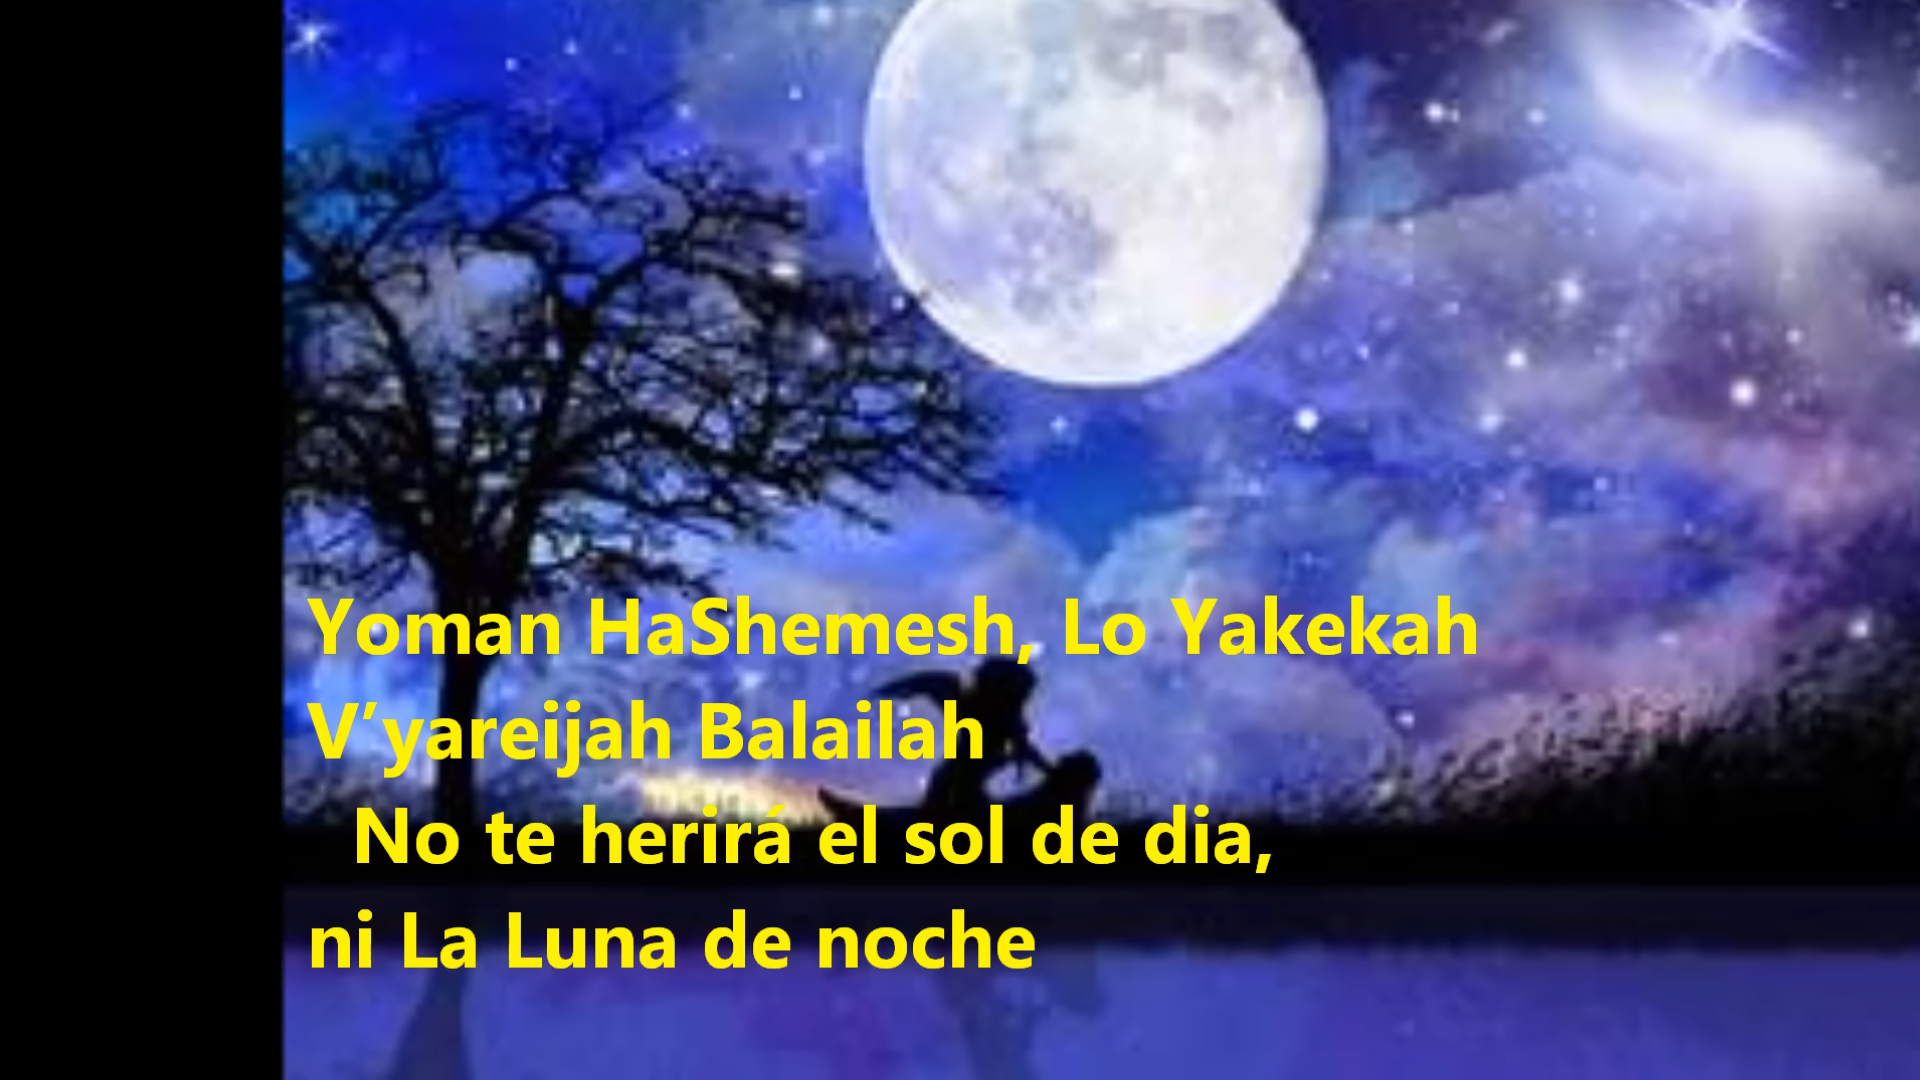 Yoman HaShemesh, Lo Yakekah
V’yareijah Balailah
No te herirá el sol de dia,
ni La Luna de noche